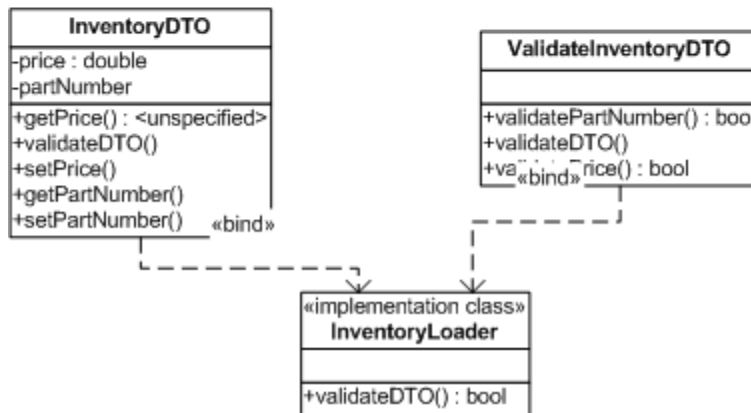 InventoryDTO
-price : double
-partNumber
+getPrice() : <unspecified>
+validateDTO()
+setPrice()
+getPartNumber()
+setPartNumber()
«bind»
ValidateInventoryDTO
+validatePartNumber() : boo
+validateDTO()
Price() : bool
«bind»
«implementation class»
InventoryLoader
+validateDTO() : bool